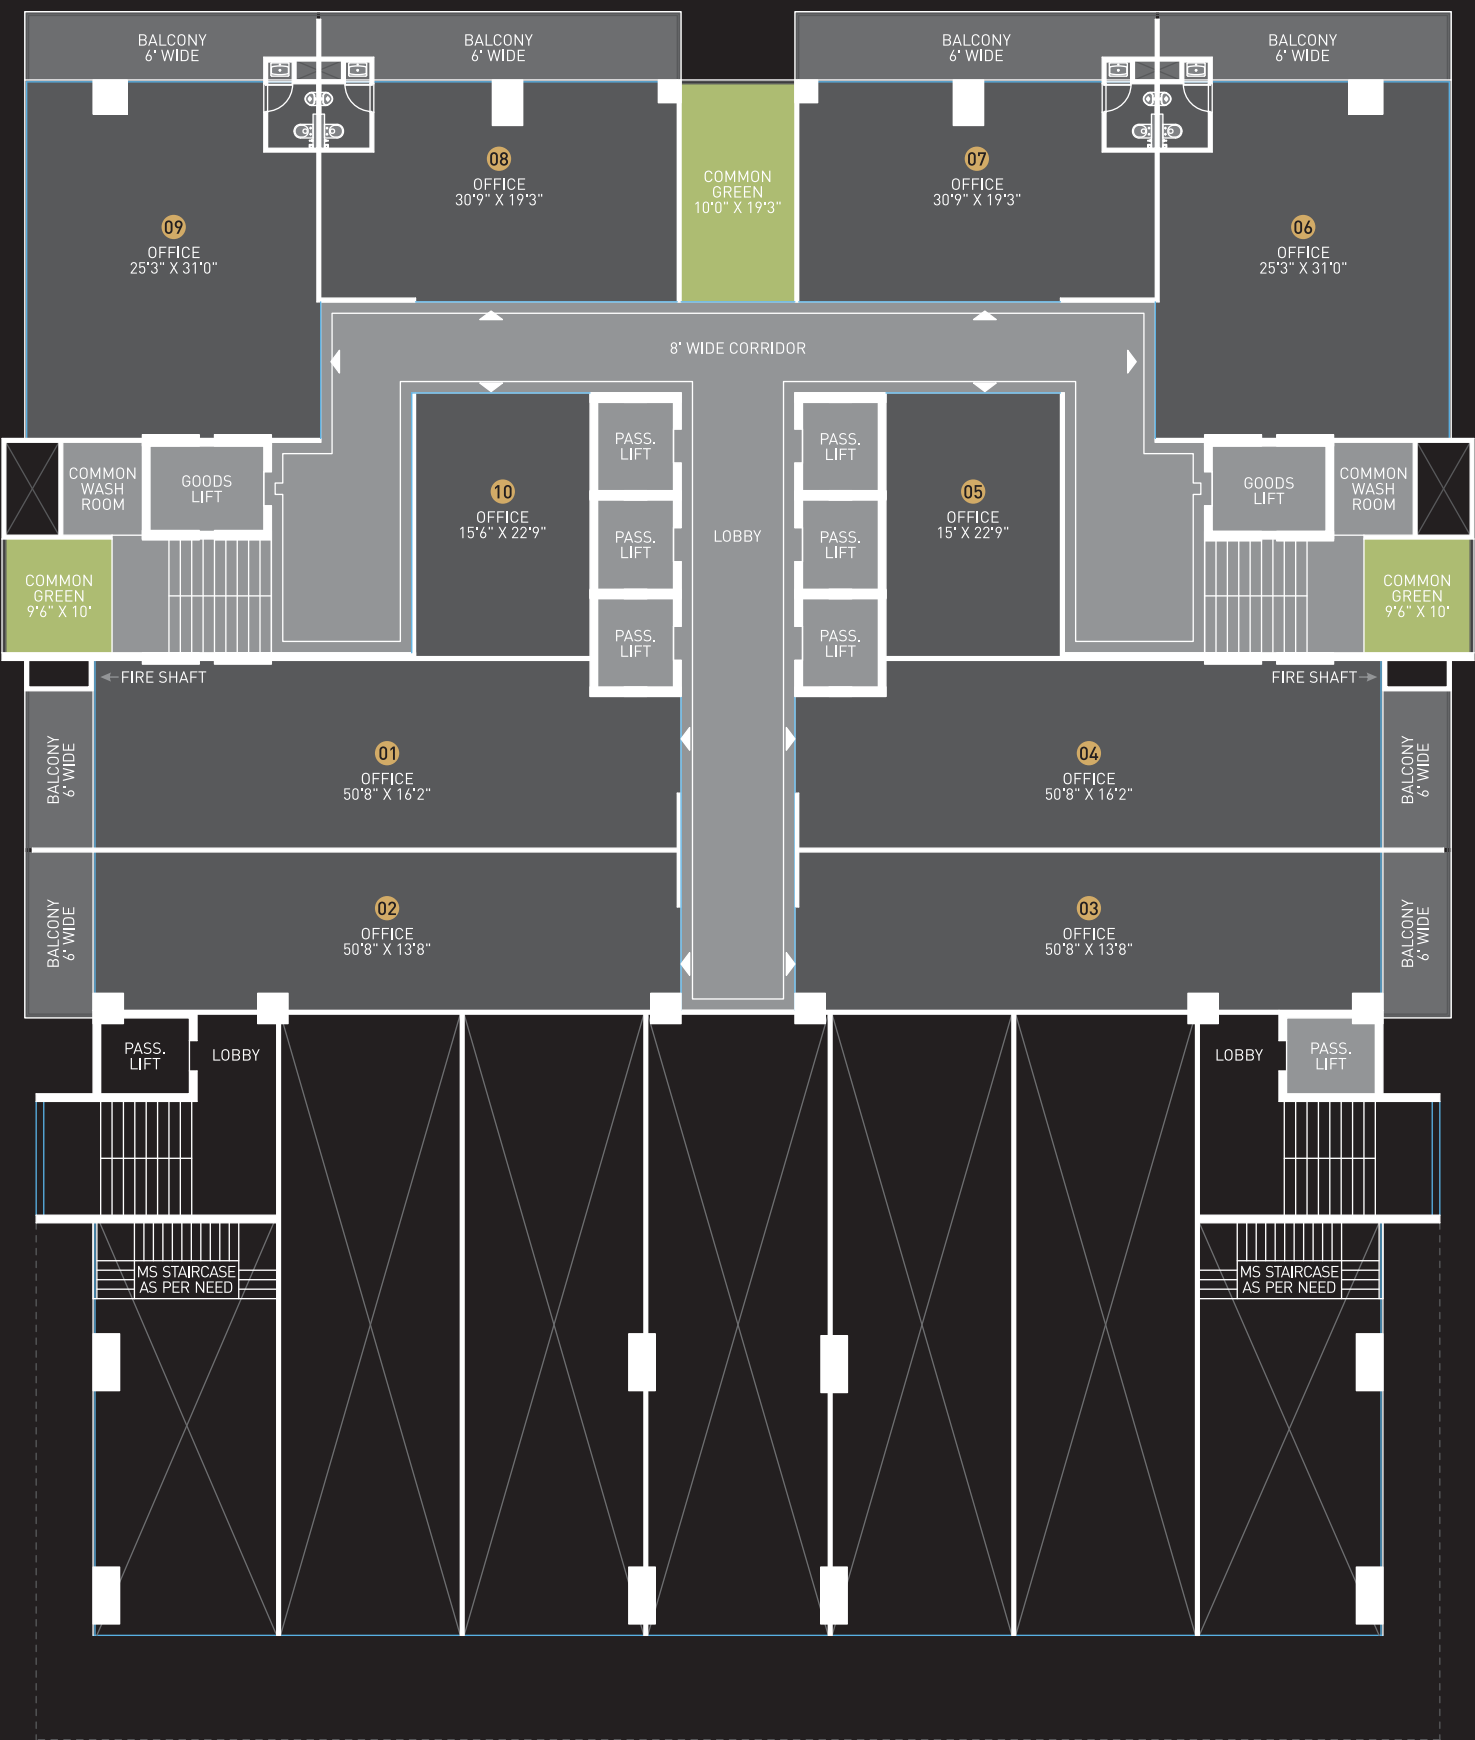 BALCONY
6' WIDE
BALCONY
6' WIDE
BALCONY
6' WIDE
BALCONY
6' WIDE
08
OFFICE
30'9" X 19'3"
COMMON
GREEN
10'0" X 19'3"
07
OFFICE
30'9" X 19'3"
09
OFFICE
25'3" X 31'0"
06
OFFICE
25'3" X 31'0"
8' WIDE CORRIDOR
COMMON
WASH
ROOM
GOODS
LIFT
10
OFFICE
15'6" X 22'9"
PASS.
LIFT
PASS.
LIFT
PASS.
LIFT
LOBBY
PASS.
LIFT
PASS.
LIFT
PASS.
LIFT
05
OFFICE
15' X 22'9"
GOODS
LIFT
COMMON
WASH
ROOM
COMMON
GREEN
9'6" X 10'
COMMON
GREEN
9'6" X 10'
FIRE SHAFT
FIRE SHAFT
BALCONY
6' WIDE
01
OFFICE
50'8" X 16'2"
04
OFFICE
50'8" X 16'2"
BALCONY
6' WIDE
BALCONY
6' WIDE
02
OFFICE
50'8" X 13'8"
03
OFFICE
50'8" X 13'8"
BALCONY
6' WIDE
PASS.
LIFT
LOBBY
LOBBY
PASS.
LIFT
MS STAIRCASE
AS PER NEED
MS STAIRCASE
AS PER NEED